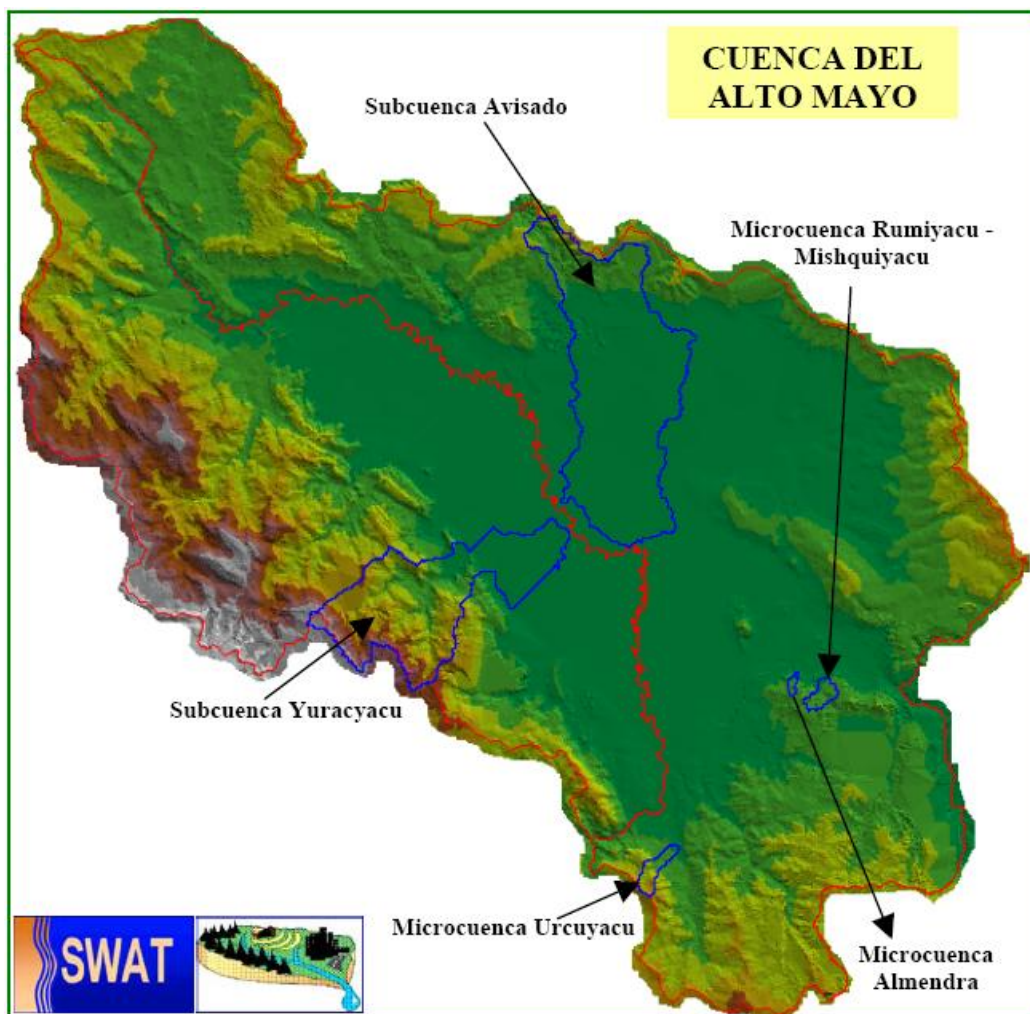 CUENCA DEL
ALTO MAYO
Subcuenca Avisado
Microcuenca Rumiyacu -
Mishquiyacu
Subcuenca Yuracyacu
Microcuenca Urcuyacu
Microcuenca
Almendra
SWAT